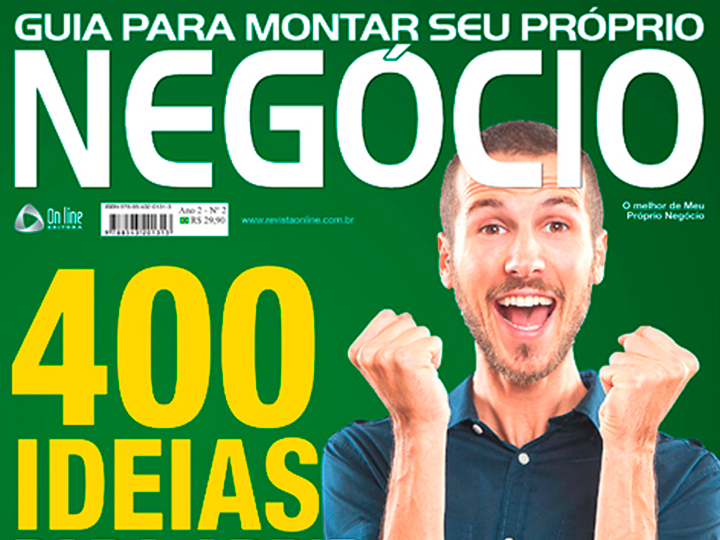 GUIA PARA MONTAR SEU PRÓPRIO
NEGÓCIO
On line
EDITORA
Ano 2 - Nº 2
R$ 29,90
www.revistaonline.com.br
O melhor de Meu
Próprio Negócio
400
IDEIAS